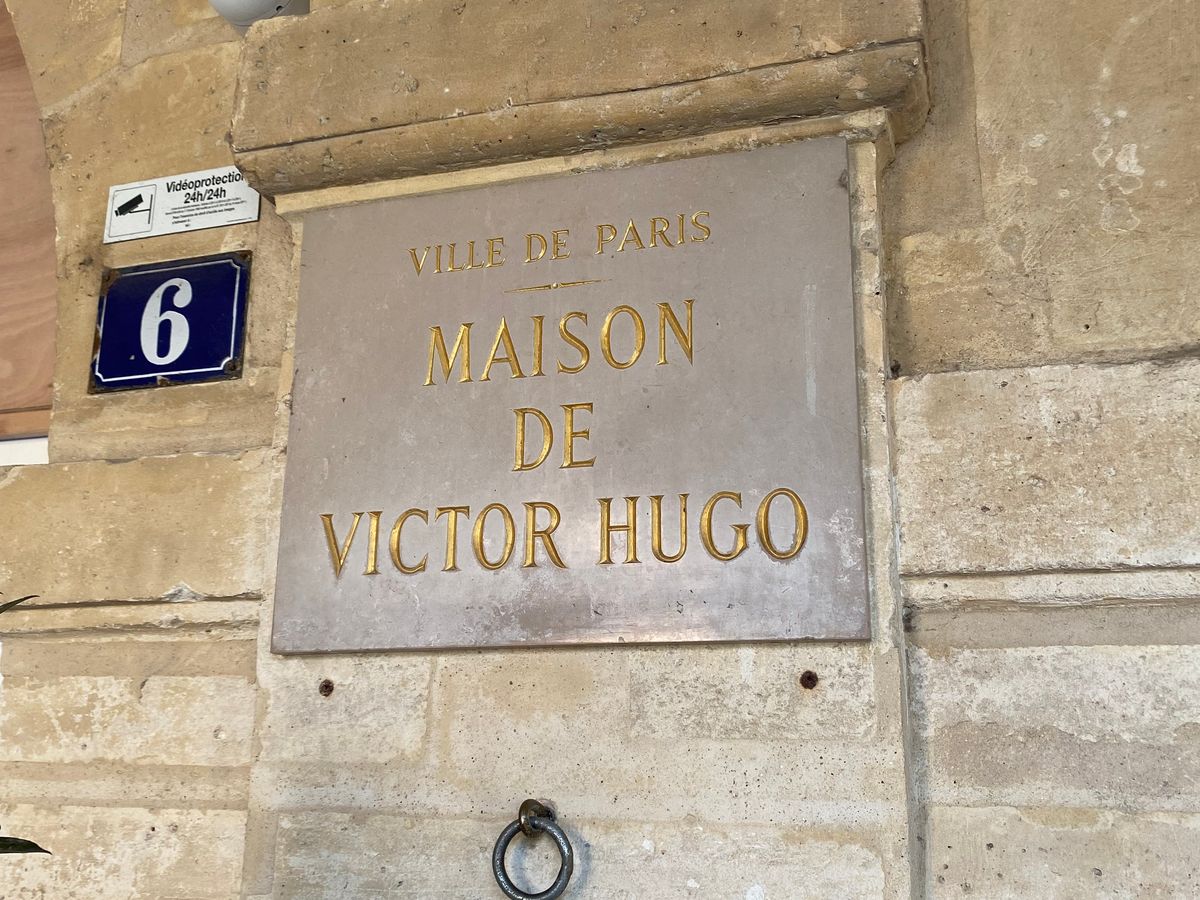 Vidéoprotection
24h/24h
6
VILLE DE PARIS
MAISON
DE
VICTOR HUGO